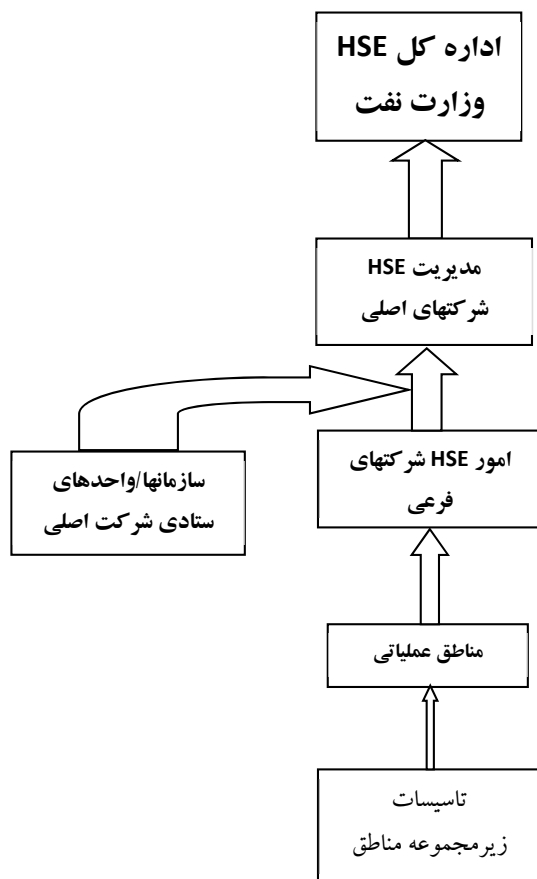 اداره کل HSE
وزارت نفت
مدیریت HSE
شرکتهای اصلی
امور HSE شرکتهای
فرعی
سازمانها/واحدهای
ستادی شرکت اصلی
مناطق عملیاتی
تاسیسات
زیرمجموعه مناطق